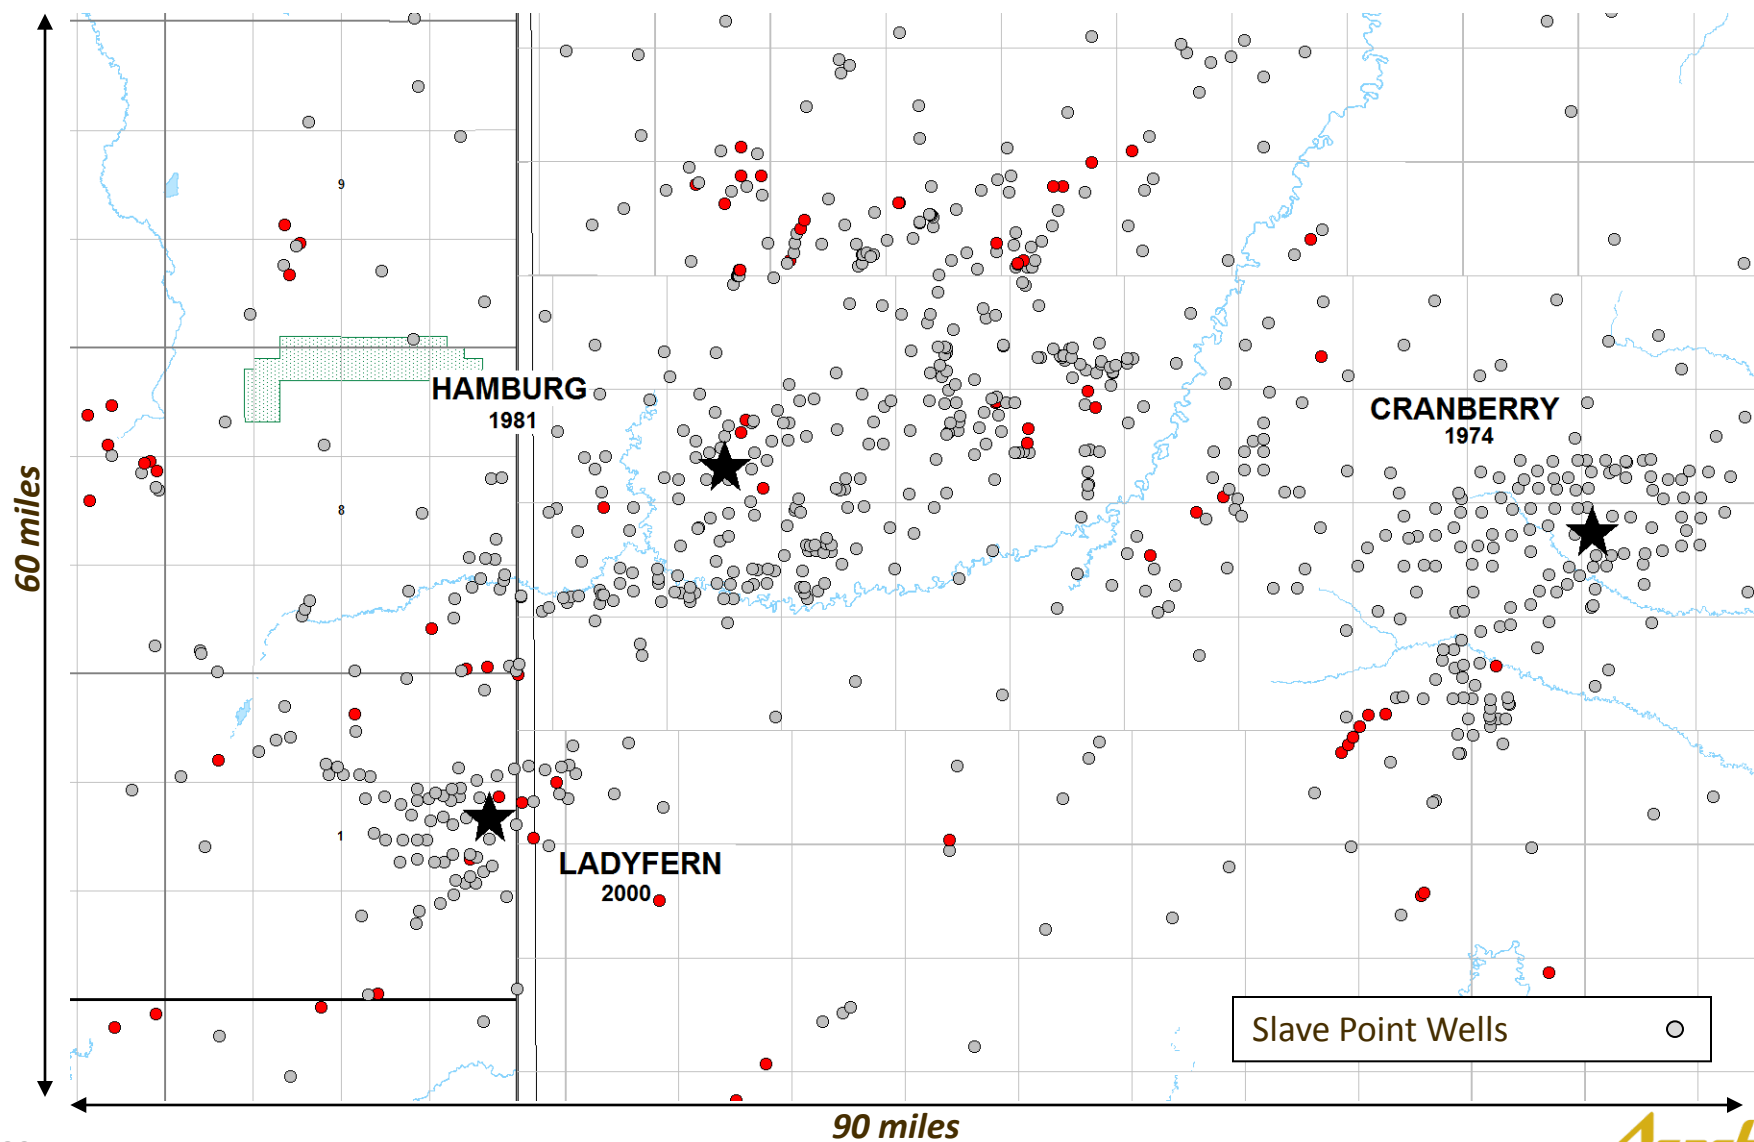 9
HAMBURG
1981
CRANBERRY
1974
60 miles
8
1
LADYFERN
2000
Slave Point Wells
90 miles